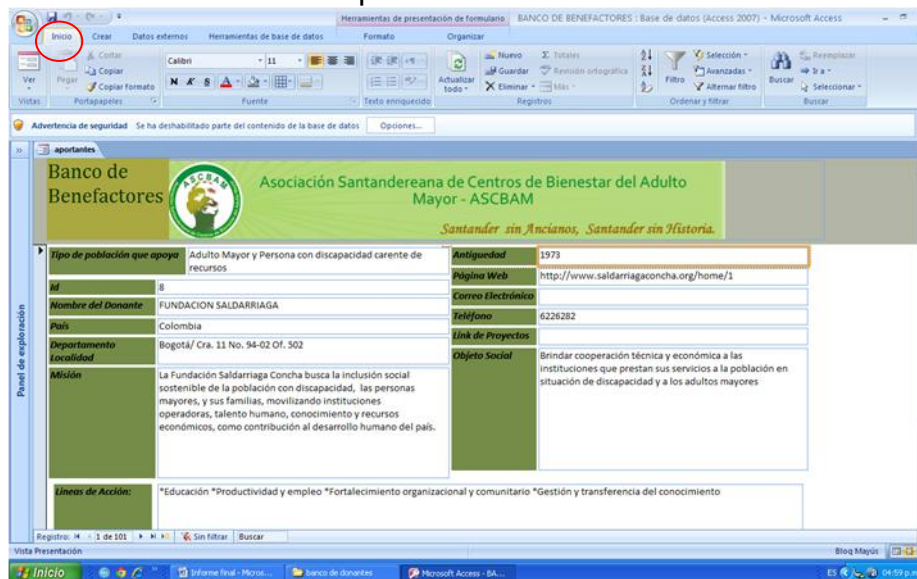 Herramientas de presentación de formulario BANCO DE BENEFACTORES : Base de datos (Access 2007) - Microsoft Access
Inicio Crear Datos externos Herramientas de base de datos Formato Organizar
Ver
Pegar
Cortar
Copiar
Copiar formato
Calibri 11
N K S
Actualizar todo
Nuevo
Guardar
Eliminar
Totales
Revisión ortográfica
Más
Filtro
Selección
Avanzadas
Alternar filtro
Buscar
Reemplazar
Ir a
Seleccionar
Vistas Portapapeles Fuente Texto enriquecido Registros Ordenar y filtrar Buscar
Advertencia de seguridad Se ha deshabilitado parte del contenido de la base de datos Opciones...
aportantes
Banco de
Benefactores
ASCBAM
Asociación Santandereana de Centros de Bienestar del Adulto
Mayor - ASCBAM
Santander sin Ancianos, Santander sin Historia.
Tipo de población que apoya Adulto Mayor y Persona con discapacidad carente de
recursos
Id 8
Nombre del Donante FUNDACION SALDARRIAGA
País Colombia
Departamento
Localidad
Bogotá/ Cra. 11 No. 94-02 Of. 502
Misión La Fundación Saldarriaga Concha busca la inclusión social
sostenible de la población con discapacidad, las personas
mayores, y sus familias, movilizando instituciones
operadoras, talento humano, conocimiento y recursos
económicos, como contribución al desarrollo humano del país.
Antiguedad 1973
Página Web http://www.saldarriagaconcha.org/home/1
Correo Electrónico
Teléfono 6226282
Link de Proyectos
Objeto Social Brindar cooperación técnica y económica a las
instituciones que prestan sus servicios a la población en
situación de discapacidad y a los adultos mayores
Lineas de Acción: *Educación *Productividad y empleo *Fortalecimiento organizacional y comunitario *Gestión y transferencia del conocimiento
Panel de exploración
Registro: 1 de 101 Sin filtrar Buscar
Vista Presentación Bloq Mayús
Inicio Informe final - Micros... banco de donantes Microsoft Access - BA... ES 04:59 p.m.